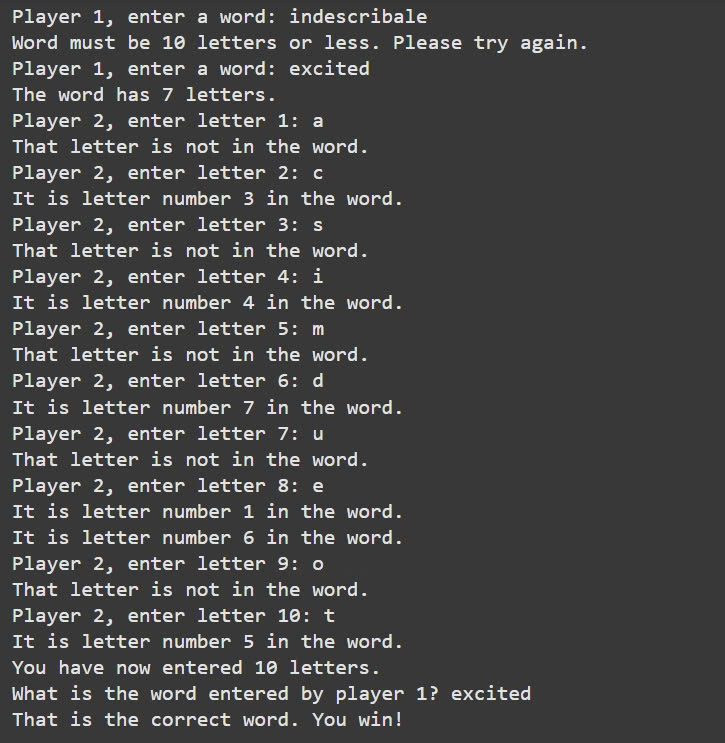 Player 1, enter a word: indescribale
Word must be 10 letters or less. Please try again.
Player 1, enter a word: excited
The word has 7 letters.
Player 2, enter letter 1: a
That letter is not in the word.
Player 2, enter letter 2: c
It is letter number 3 in the word.
Player 2, enter letter 3: s
That letter is not in the word.
Player 2, enter letter 4: i
It is letter number 4 in the word.
Player 2, enter letter 5: m
That letter is not in the word.
Player 2, enter letter 6: d
It is letter number 7 in the word.
Player 2, enter letter 7: u
That letter is not in the word.
Player 2, enter letter 8: e
It is letter number 1 in the word.
It is letter number 6 in the word.
Player 2, enter letter 9: o
That letter is not in the word.
Player 2, enter letter 10: t
It is letter number 5 in the word.
You have now entered 10 letters.
What is the word entered by player 1? excited
That is the correct word. You win!